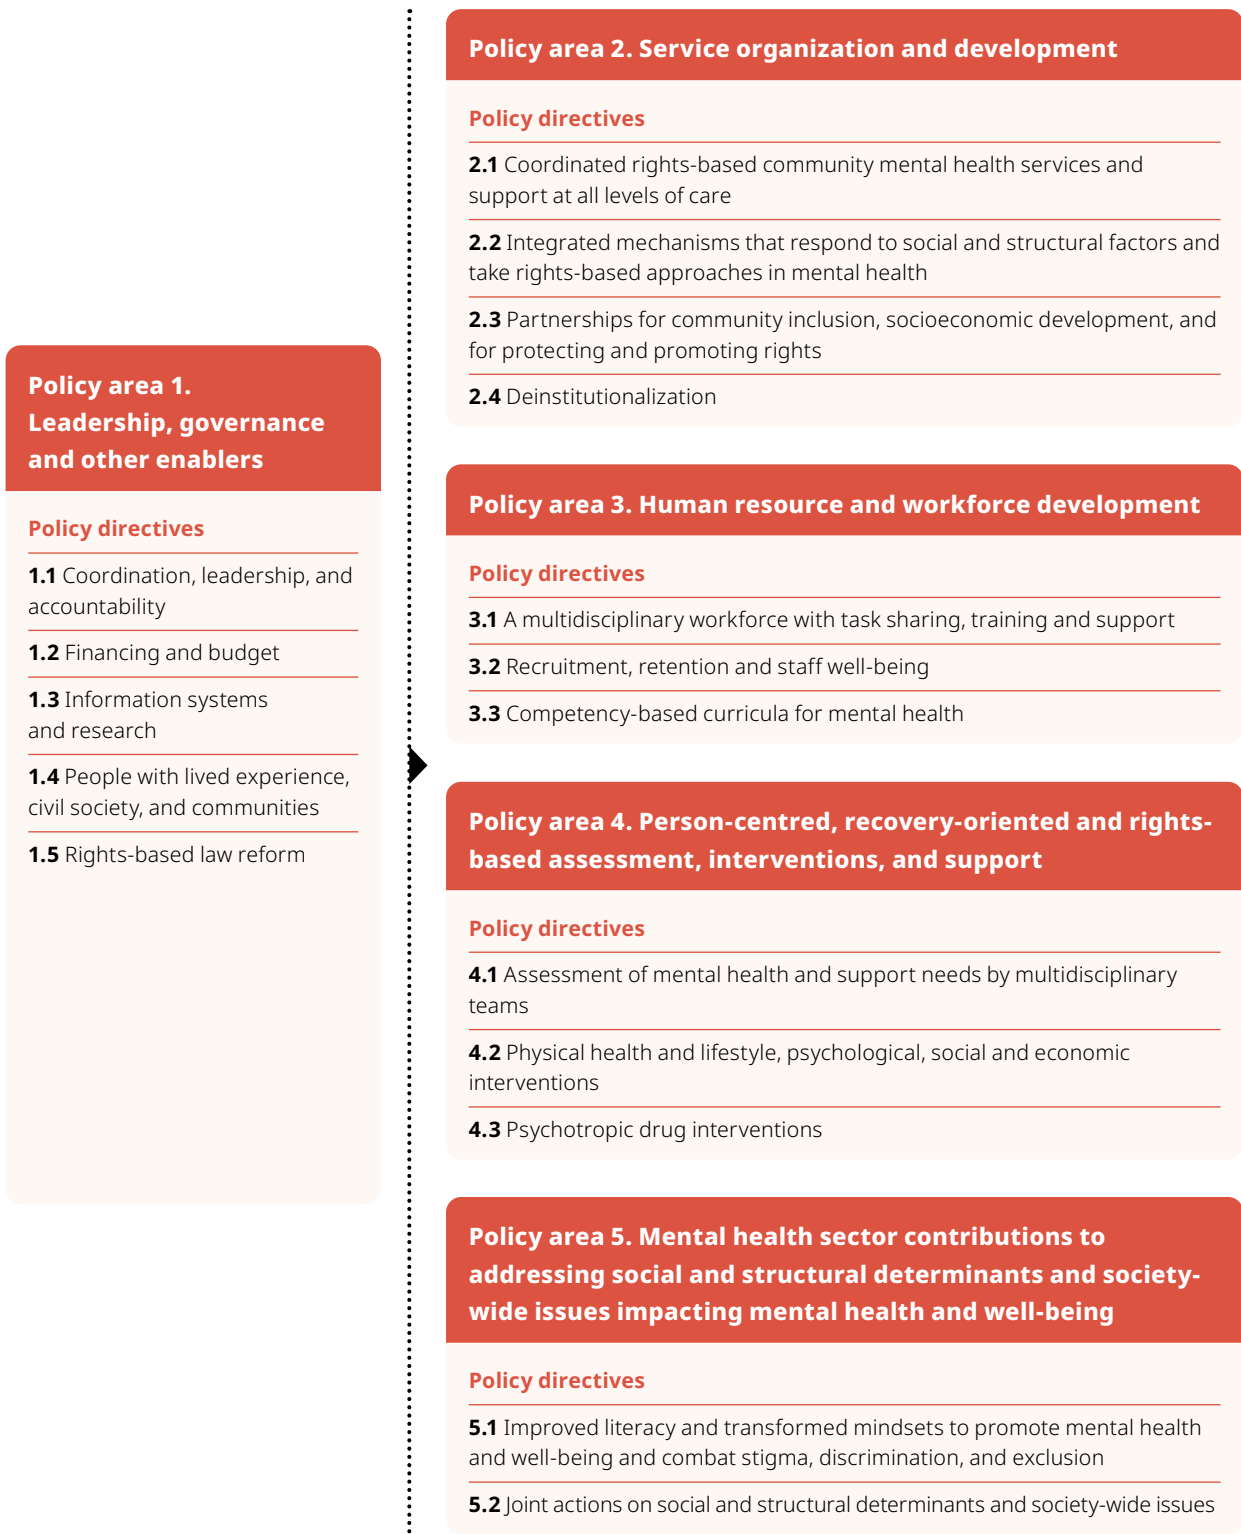 Policy area 1.
Leadership, governance
and other enablers
Policy directives
1.1 Coordination, leadership, and
accountability
1.2 Financing and budget
1.3 Information systems
and research
1.4 People with lived experience,
civil society, and communities
1.5 Rights-based law reform
Policy area 2. Service organization and development
Policy directives
2.1 Coordinated rights-based community mental health services and
support at all levels of care
2.2 Integrated mechanisms that respond to social and structural factors and
take rights-based approaches in mental health
2.3 Partnerships for community inclusion, socioeconomic development, and
for protecting and promoting rights
2.4 Deinstitutionalization
Policy area 3. Human resource and workforce development
Policy directives
3.1 A multidisciplinary workforce with task sharing, training and support
3.2 Recruitment, retention and staff well-being
3.3 Competency-based curricula for mental health
Policy area 4. Person-centred, recovery-oriented and rights-
based assessment, interventions, and support
Policy directives
4.1 Assessment of mental health and support needs by multidisciplinary
teams
4.2 Physical health and lifestyle, psychological, social and economic
interventions
4.3 Psychotropic drug interventions
Policy area 5. Mental health sector contributions to
addressing social and structural determinants and society-
wide issues impacting mental health and well-being
Policy directives
5.1 Improved literacy and transformed mindsets to promote mental health
and well-being and combat stigma, discrimination, and exclusion
5.2 Joint actions on social and structural determinants and society-wide issues